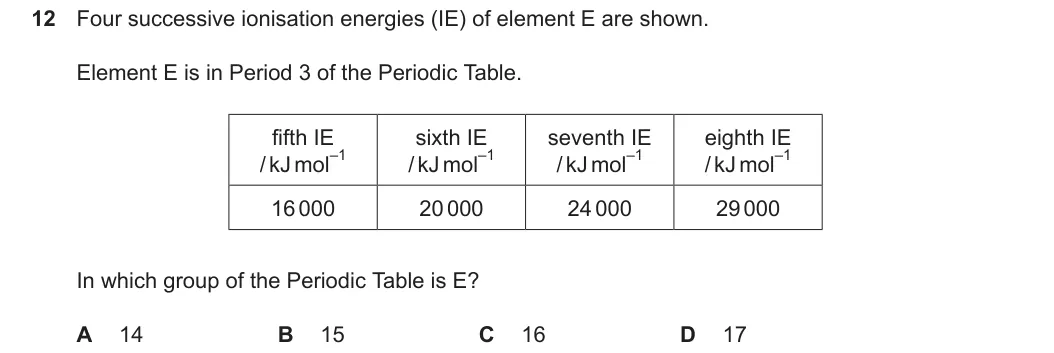 12 Four successive ionisation energies (IE) of element E are shown.
Element E is in Period 3 of the Periodic Table.
fifth IE sixth IE seventh IE eighth IE
/kJ mol⁻¹ /kJ mol⁻¹ /kJ mol⁻¹ /kJ mol⁻¹
16 000 20 000 24 000 29 000
In which group of the Periodic Table is E?
A 14 B 15 C 16 D 17